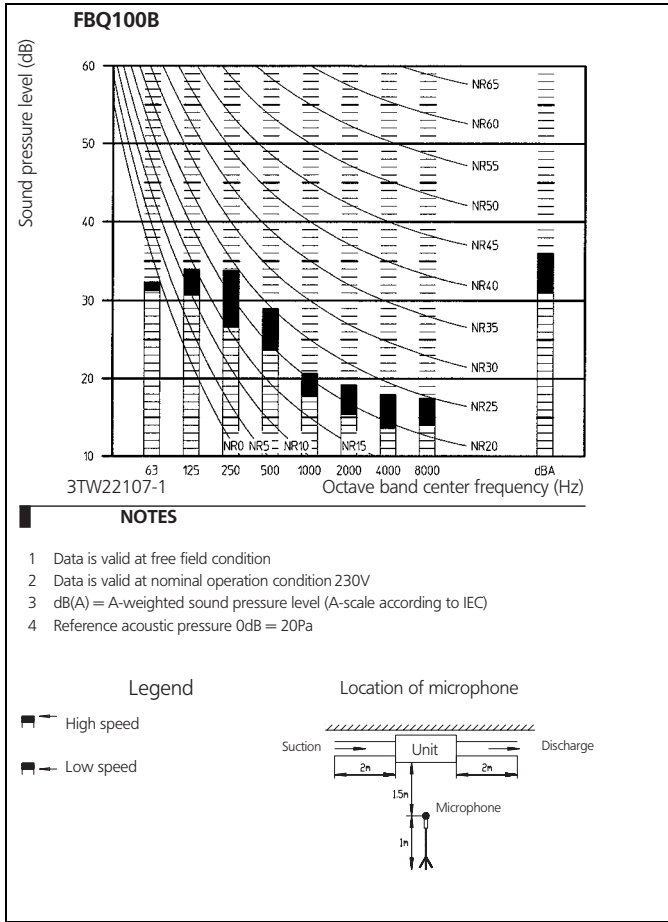 FBQ100B
Sound pressure level (dB)
60
50
40
30
20
10
NR65
NR60
NR55
NR50
NR45
NR40
NR35
NR30
NR25
NR20
NR0 NR5 NR10 NR15
63 125 250 500 1000 2000 4000 8000 dBA
3TW22107-1 Octave band center frequency (Hz)
NOTES
1 Data is valid at free field condition
2 Data is valid at nominal operation condition 230V
3 dB(A) = A-weighted sound pressure level (A-scale according to IEC)
4 Reference acoustic pressure 0dB = 20Pa
Legend
High speed
Low speed
Location of microphone
Suction Unit Discharge
2m 2m
1.5m
Microphone
1m